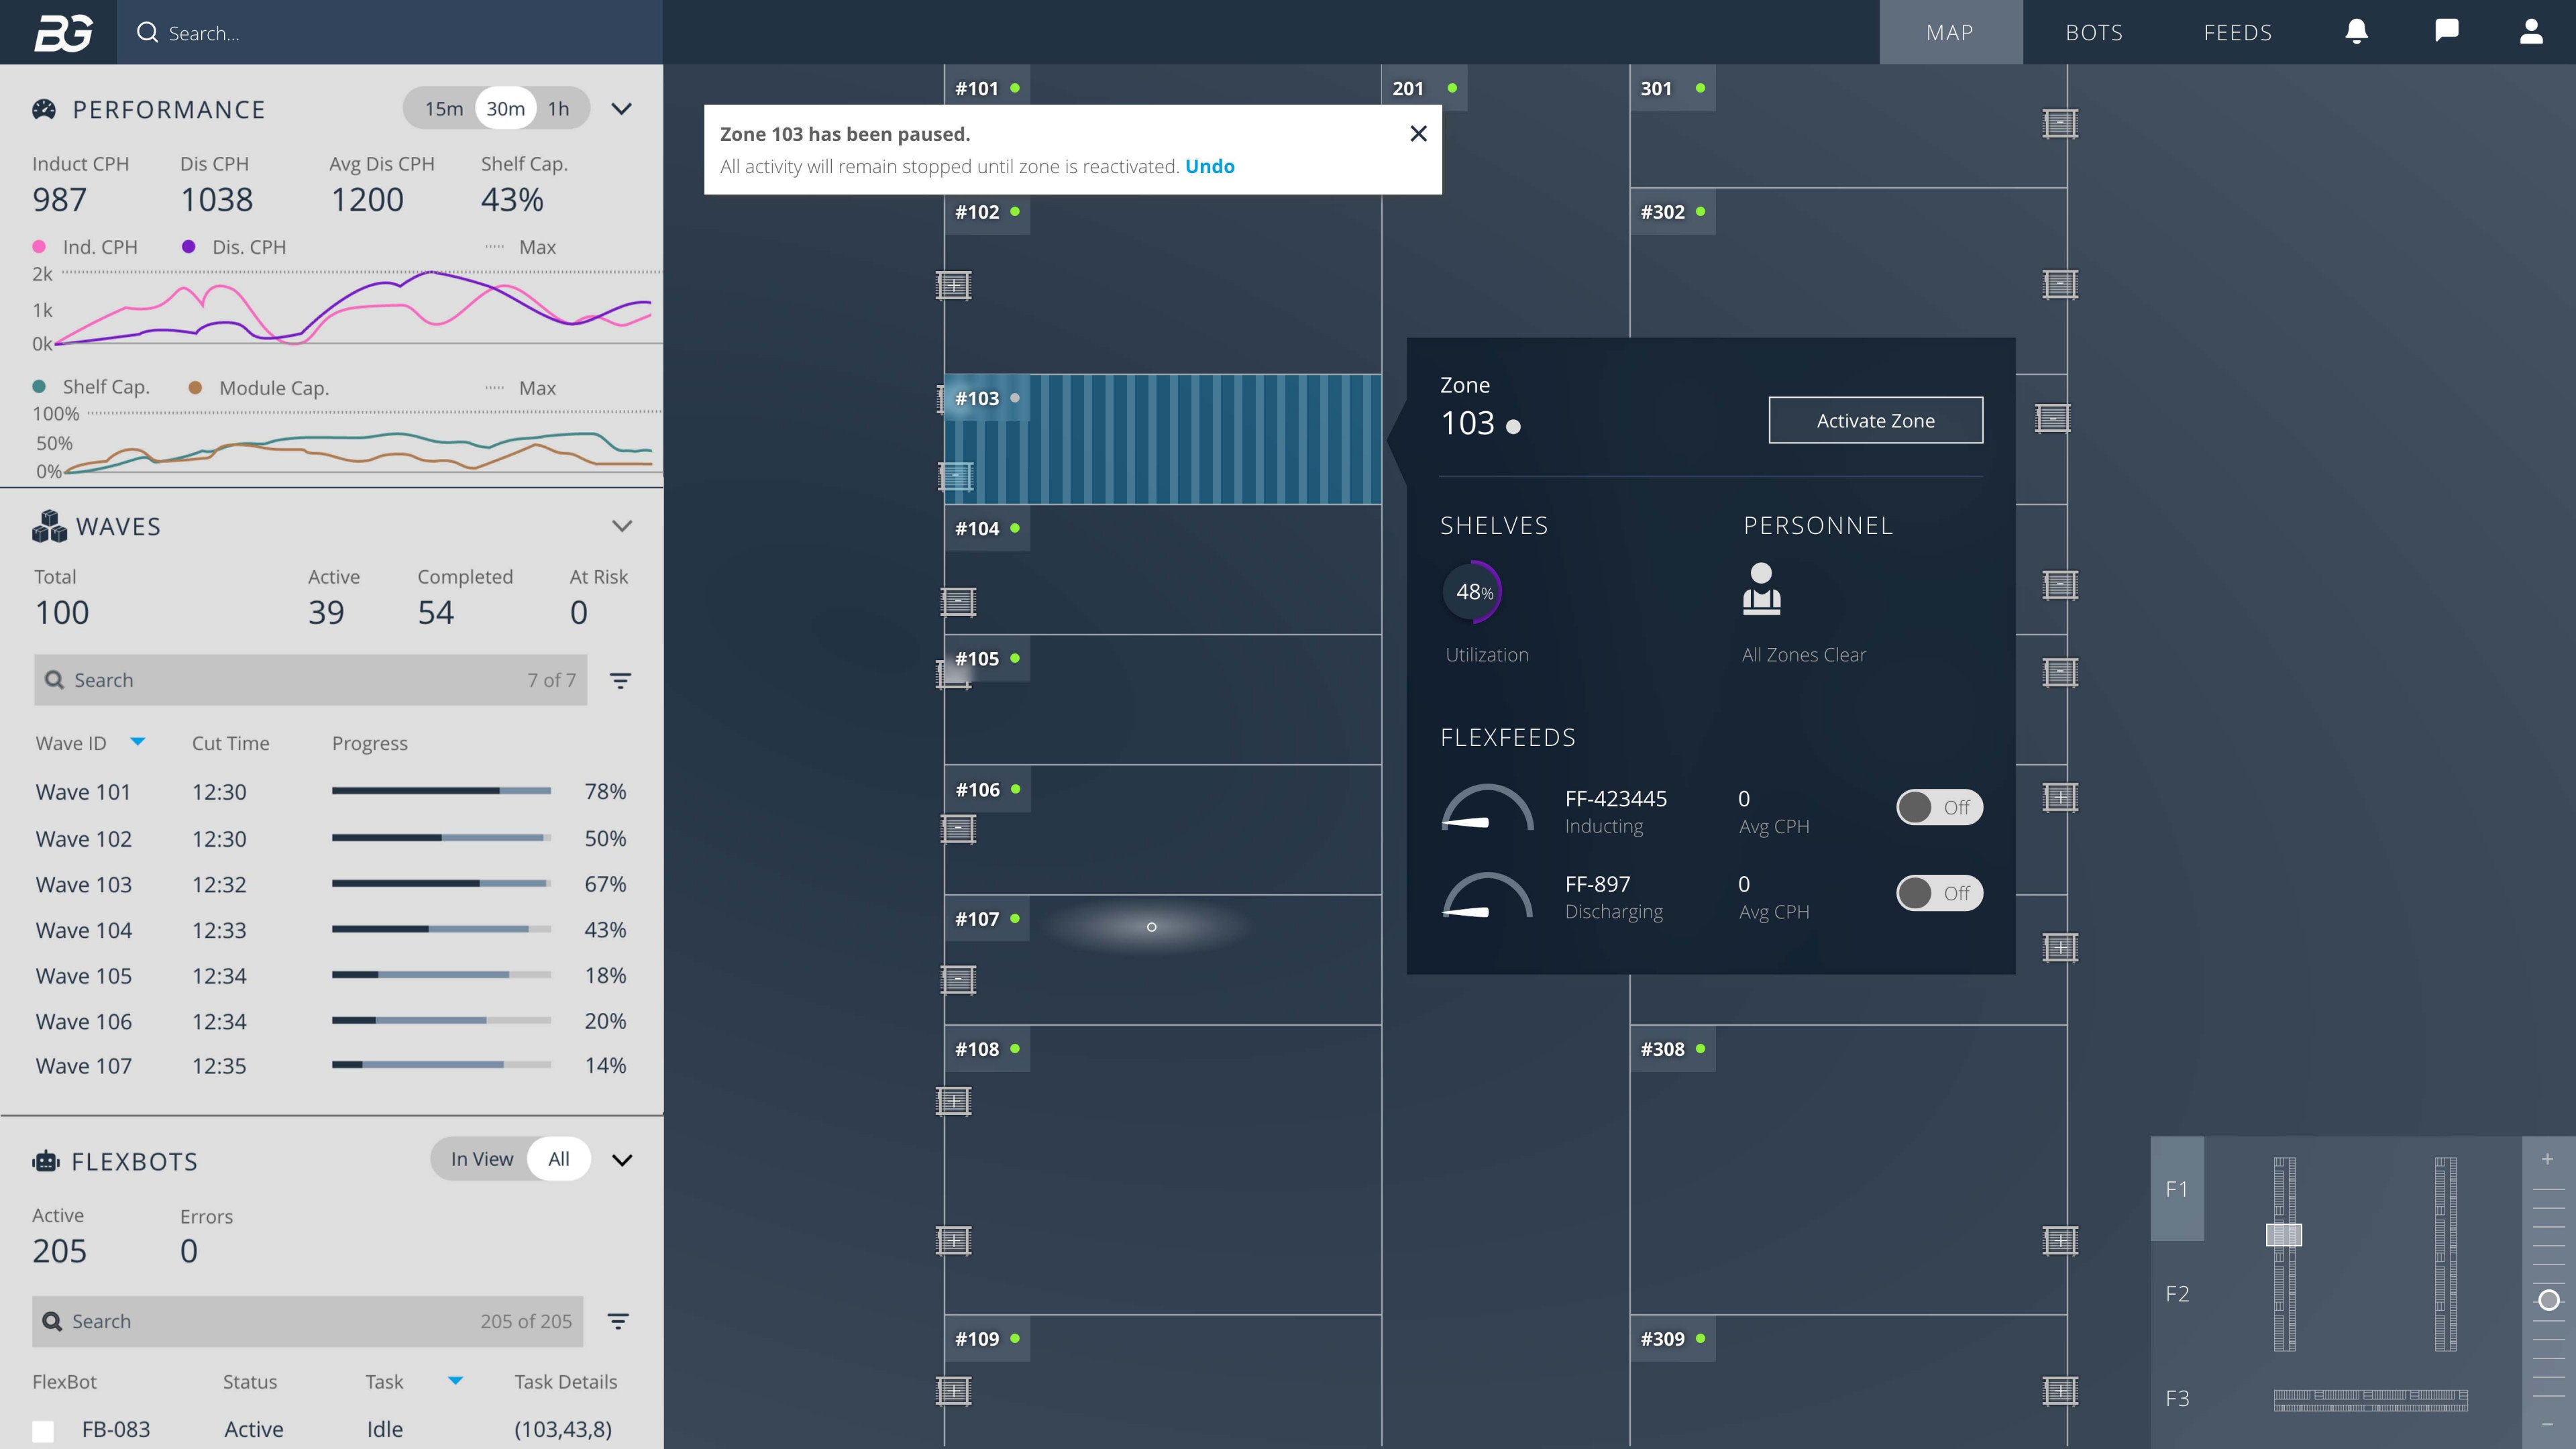 BG
Search...
MAP
BOTS
FEEDS
PERFORMANCE
15m 30m 1h
Induct CPH Dis CPH Avg Dis CPH Shelf Cap.
987 1038 1200 43%
Ind. CPH Dis. CPH Max
2k
1k
0k
Shelf Cap. Module Cap. Max
100%
50%
0%
WAVES
Total Active Completed At Risk
100 39 54 0
Search 7 of 7
Wave ID Cut Time Progress
Wave 101 12:30 78%
Wave 102 12:30 50%
Wave 103 12:32 67%
Wave 104 12:33 43%
Wave 105 12:34 18%
Wave 106 12:34 20%
Wave 107 12:35 14%
FLEXBOTS
In View All
Active Errors
205 0
Search 205 of 205
FlexBot Status Task Task Details
FB-083 Active Idle (103,43,8)
#101
201
301
Zone 103 has been paused.
All activity will remain stopped until zone is reactivated. Undo
#102
#302
#103
#104
#105
#106
#107
#108
#308
#109
#309
Zone
103
Activate Zone
SHELVES PERSONNEL
48%
Utilization All Zones Clear
FLEXFEEDS
FF-423445 0 Off
Inducting Avg CPH
FF-897 0 Off
Discharging Avg CPH
F1
F2
F3